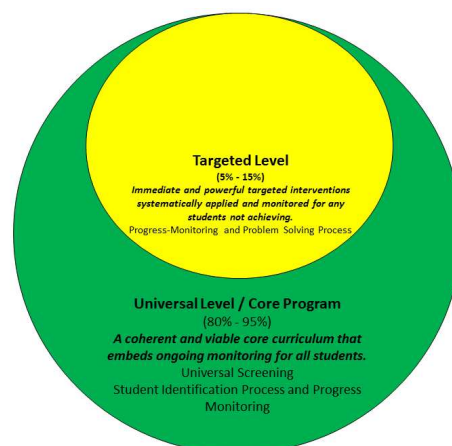 Targeted Level
(5% - 15%)
Immediate and powerful targeted interventions
systematically applied and monitored for any
students not achieving.
Progress-Monitoring and Problem Solving Process
Universal Level / Core Program
(80% - 95%)
A coherent and viable core curriculum that
embeds ongoing monitoring for all students.
Universal Screening
Student Identification Process and Progress
Monitoring